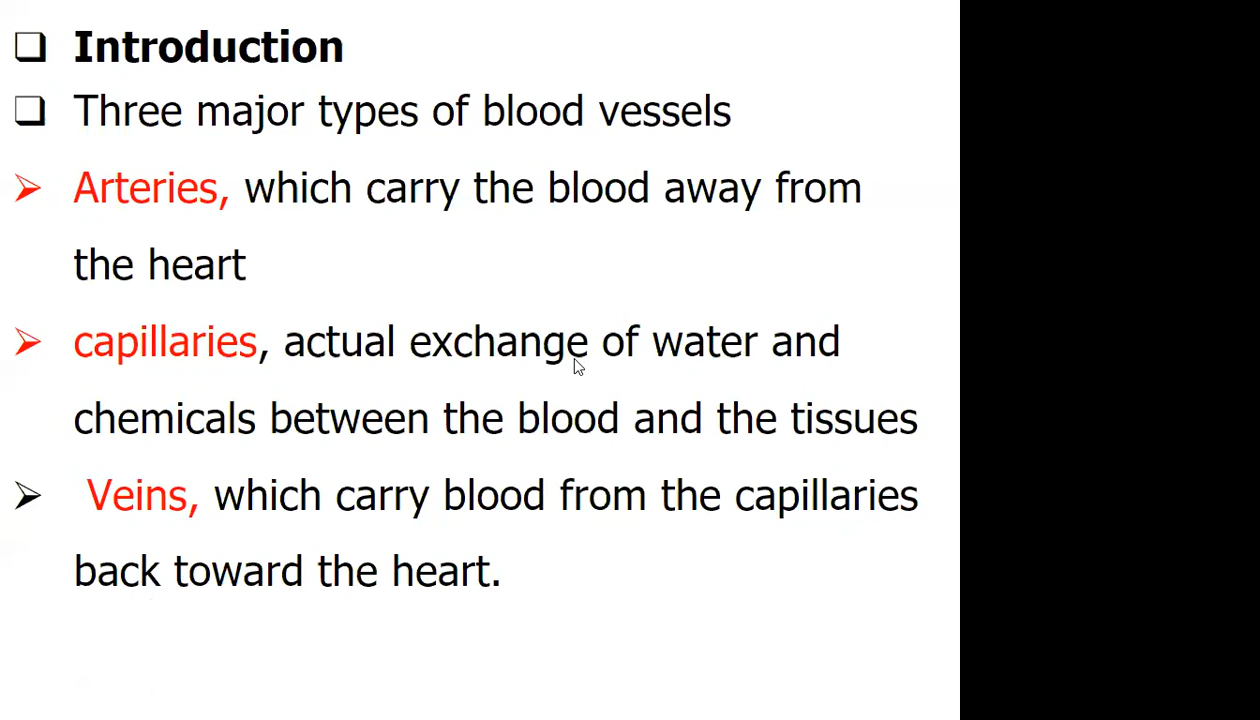 Introduction
Three major types of blood vessels
Arteries, which carry the blood away from
the heart
capillaries, actual exchange of water and
chemicals between the blood and the tissues
Veins, which carry blood from the capillaries
back toward the heart.